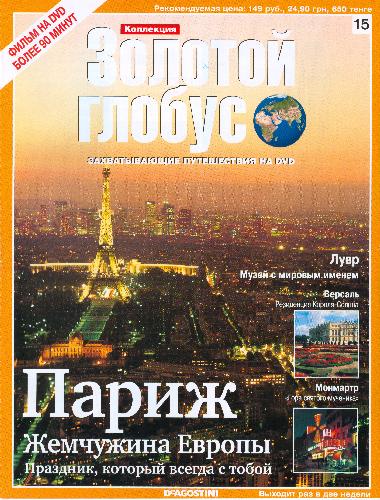 Рекомендуемая цена: 149 руб., 24,90 грн, 650 тенге
15
ФИЛЬМ НА DVD
БОЛЕЕ 90 МИНУТ
Коллекция
Золотой
глобус
ЗАХВАТЫВАЮЩИЕ ПУТЕШЕСТВИЯ НА DVD
Лувр
Музей с мировым именем
Версаль
Резиденция Короля-Солнца
Монмартр
«Гора святого мученика»
Париж
Жемчужина Европы
Праздник, который всегда с тобой
DeAGOSTINI
Выходит раз в две недели